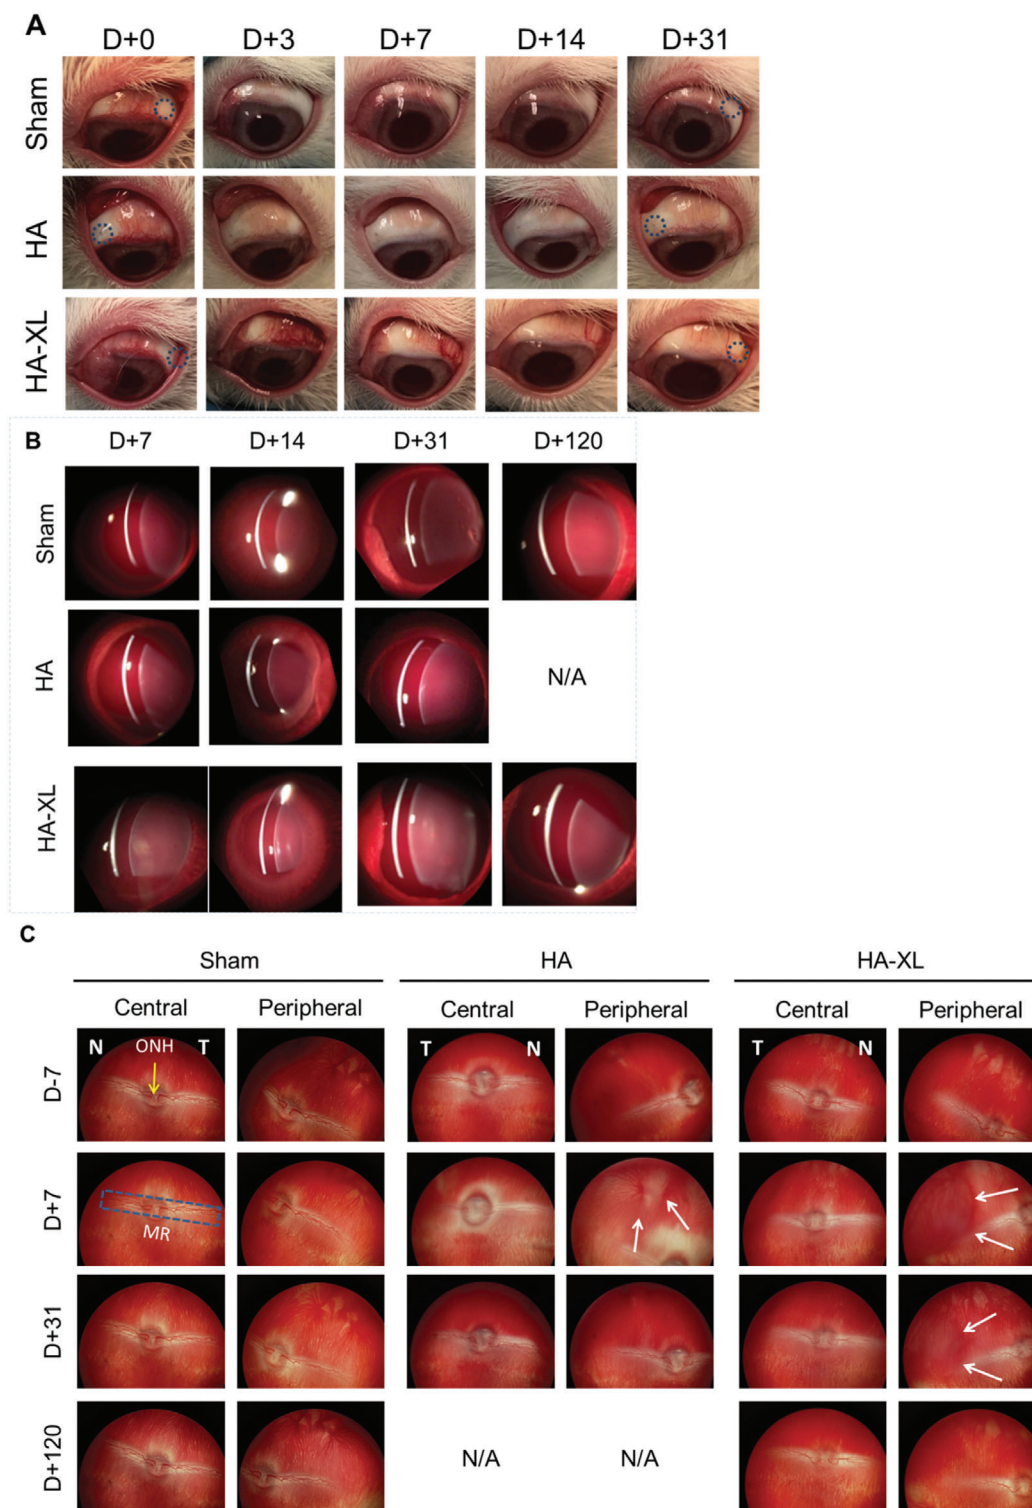 A
D+0 D+3 D+7 D+14 D+31
Sham
HA
HA-XL
B
D+7 D+14 D+31 D+120
Sham
HA
N/A
HA-XL
C
Sham HA HA-XL
Central Peripheral Central Peripheral Central Peripheral
D-7
N ONH T T N T N
D+7
MR
D+31
D+120
N/A N/A